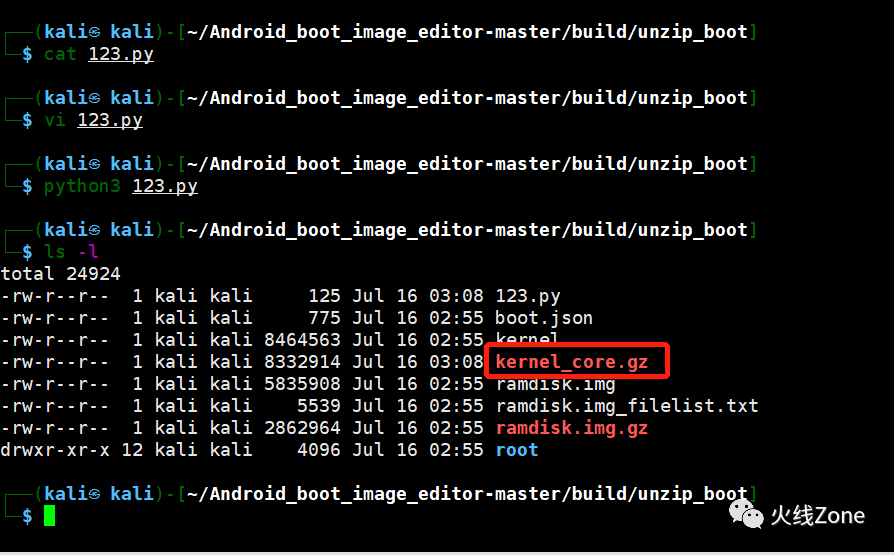 ┌──(kali㉿ kali)-[~/Android_boot_image_editor-master/build/unzip_boot]
└─$ cat 123.py
┌──(kali㉿ kali)-[~/Android_boot_image_editor-master/build/unzip_boot]
└─$ vi 123.py
┌──(kali㉿ kali)-[~/Android_boot_image_editor-master/build/unzip_boot]
└─$ python3 123.py
┌──(kali㉿ kali)-[~/Android_boot_image_editor-master/build/unzip_boot]
└─$ ls -l
total 24924
-rw-r--r--  1 kali kali     125 Jul 16 03:08 123.py
-rw-r--r--  1 kali kali     775 Jul 16 02:55 boot.json
-rw-r--r--  1 kali kali 8464563 Jul 16 02:55 kernel
-rw-r--r--  1 kali kali 8332914 Jul 16 03:08 kernel_core.gz
-rw-r--r--  1 kali kali 5835908 Jul 16 02:55 ramdisk.img
-rw-r--r--  1 kali kali    5539 Jul 16 02:55 ramdisk.img_filelist.txt
-rw-r--r--  1 kali kali 2862964 Jul 16 02:55 ramdisk.img.gz
drwxr-xr-x 12 kali kali    4096 Jul 16 02:55 root
┌──(kali㉿ kali)-[~/Android_boot_image_editor-master/build/unzip_boot]
└─$
火线Zone